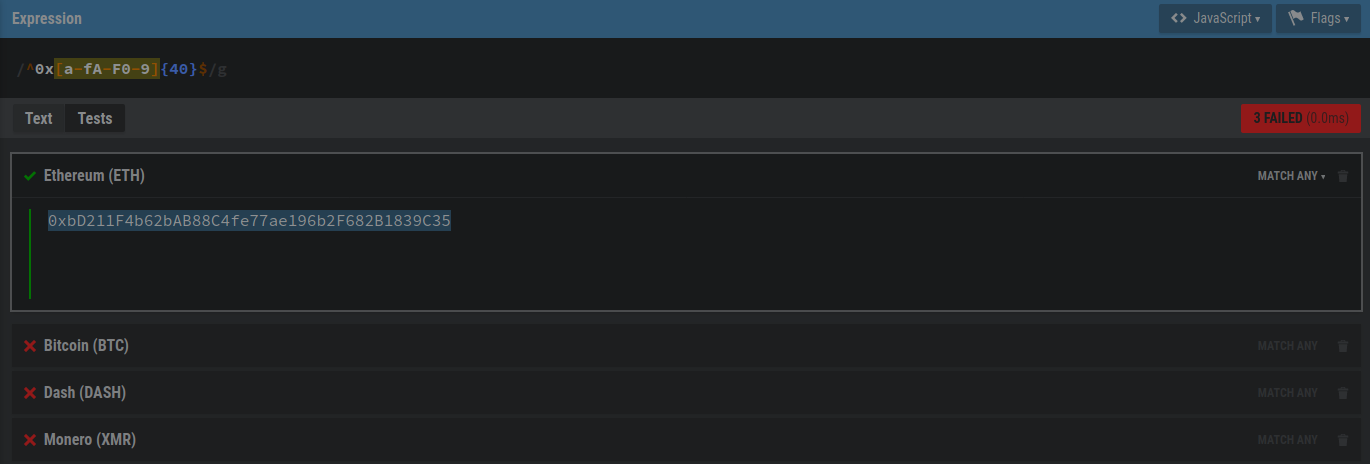 Expression
JavaScript
Flags
/^0x[a-fA-F0-9]{40}$/g
Text
Tests
3 FAILED (0.0ms)
Ethereum (ETH)
MATCH ANY
0xbD211F4b62bAB88C4fe77ae196b2F682B1839C35
Bitcoin (BTC)
MATCH ANY
Dash (DASH)
MATCH ANY
Monero (XMR)
MATCH ANY